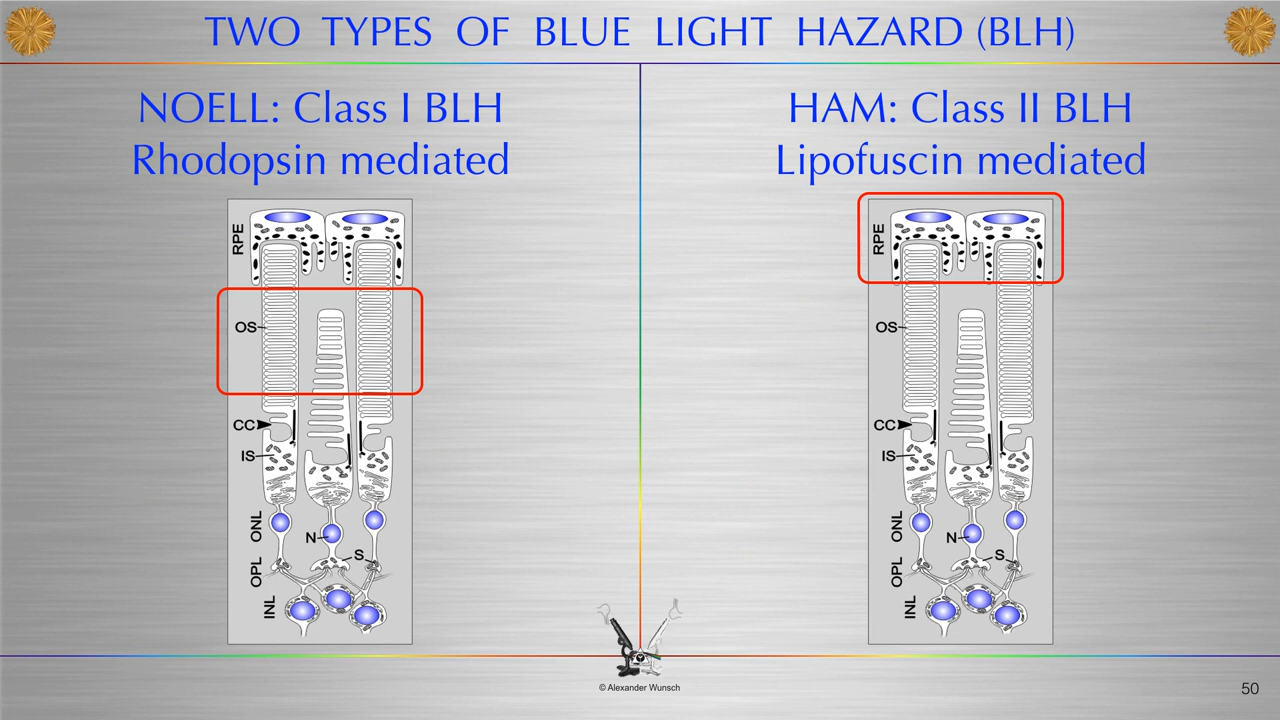 TWO TYPES OF BLUE LIGHT HAZARD (BLH)
NOELL: Class I BLH
Rhodopsin mediated
RPE
OS
CC
IS
ONL
N
OPL
S
INL
HAM: Class II BLH
Lipofuscin mediated
RPE
OS
CC
IS
ONL
N
OPL
S
INL
© Alexander Wunsch
50